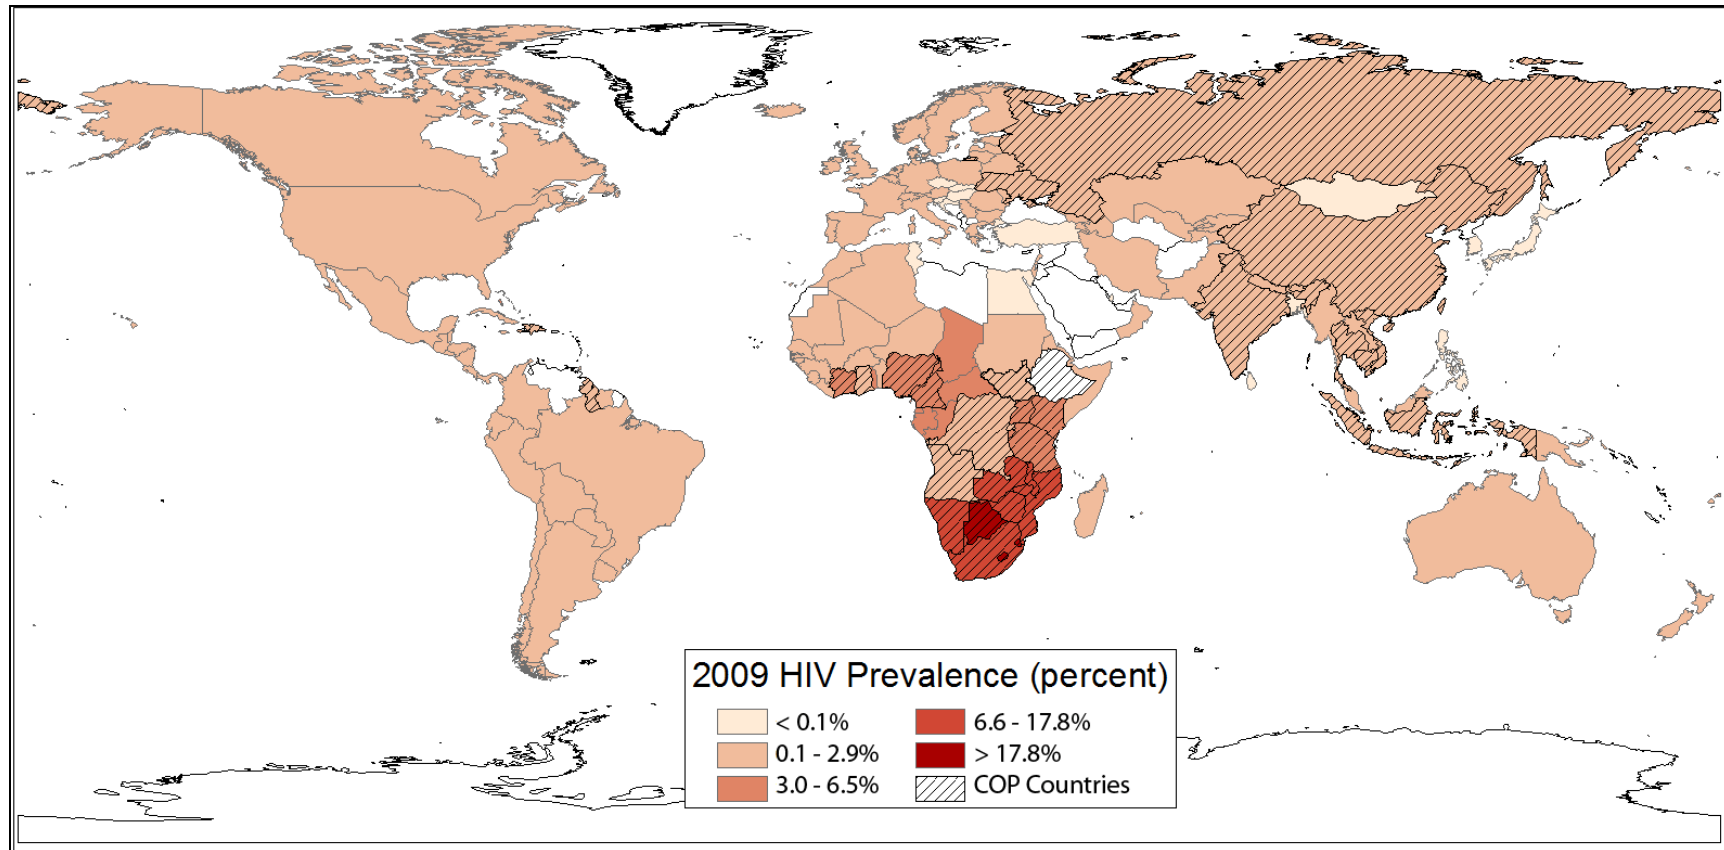 2009 HIV Prevalence (percent)
< 0.1%
0.1 - 2.9%
3.0 - 6.5%
6.6 - 17.8%
> 17.8%
COP Countries